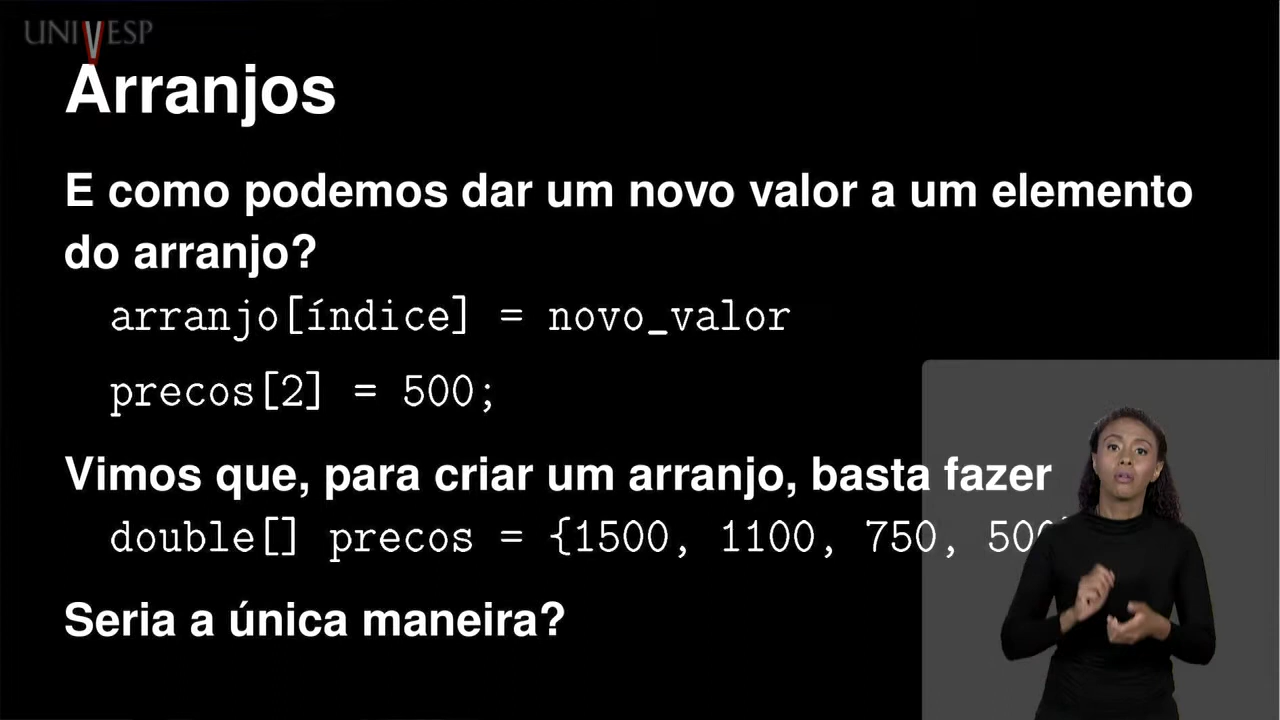 UNIVESP
Arranjos
E como podemos dar um novo valor a um elemento
do arranjo?
arranjo[índice] = novo_valor
precos[2] = 500;
Vimos que, para criar um arranjo, basta fazer
double[] precos = {1500, 1100, 750, 500
Seria a única maneira?